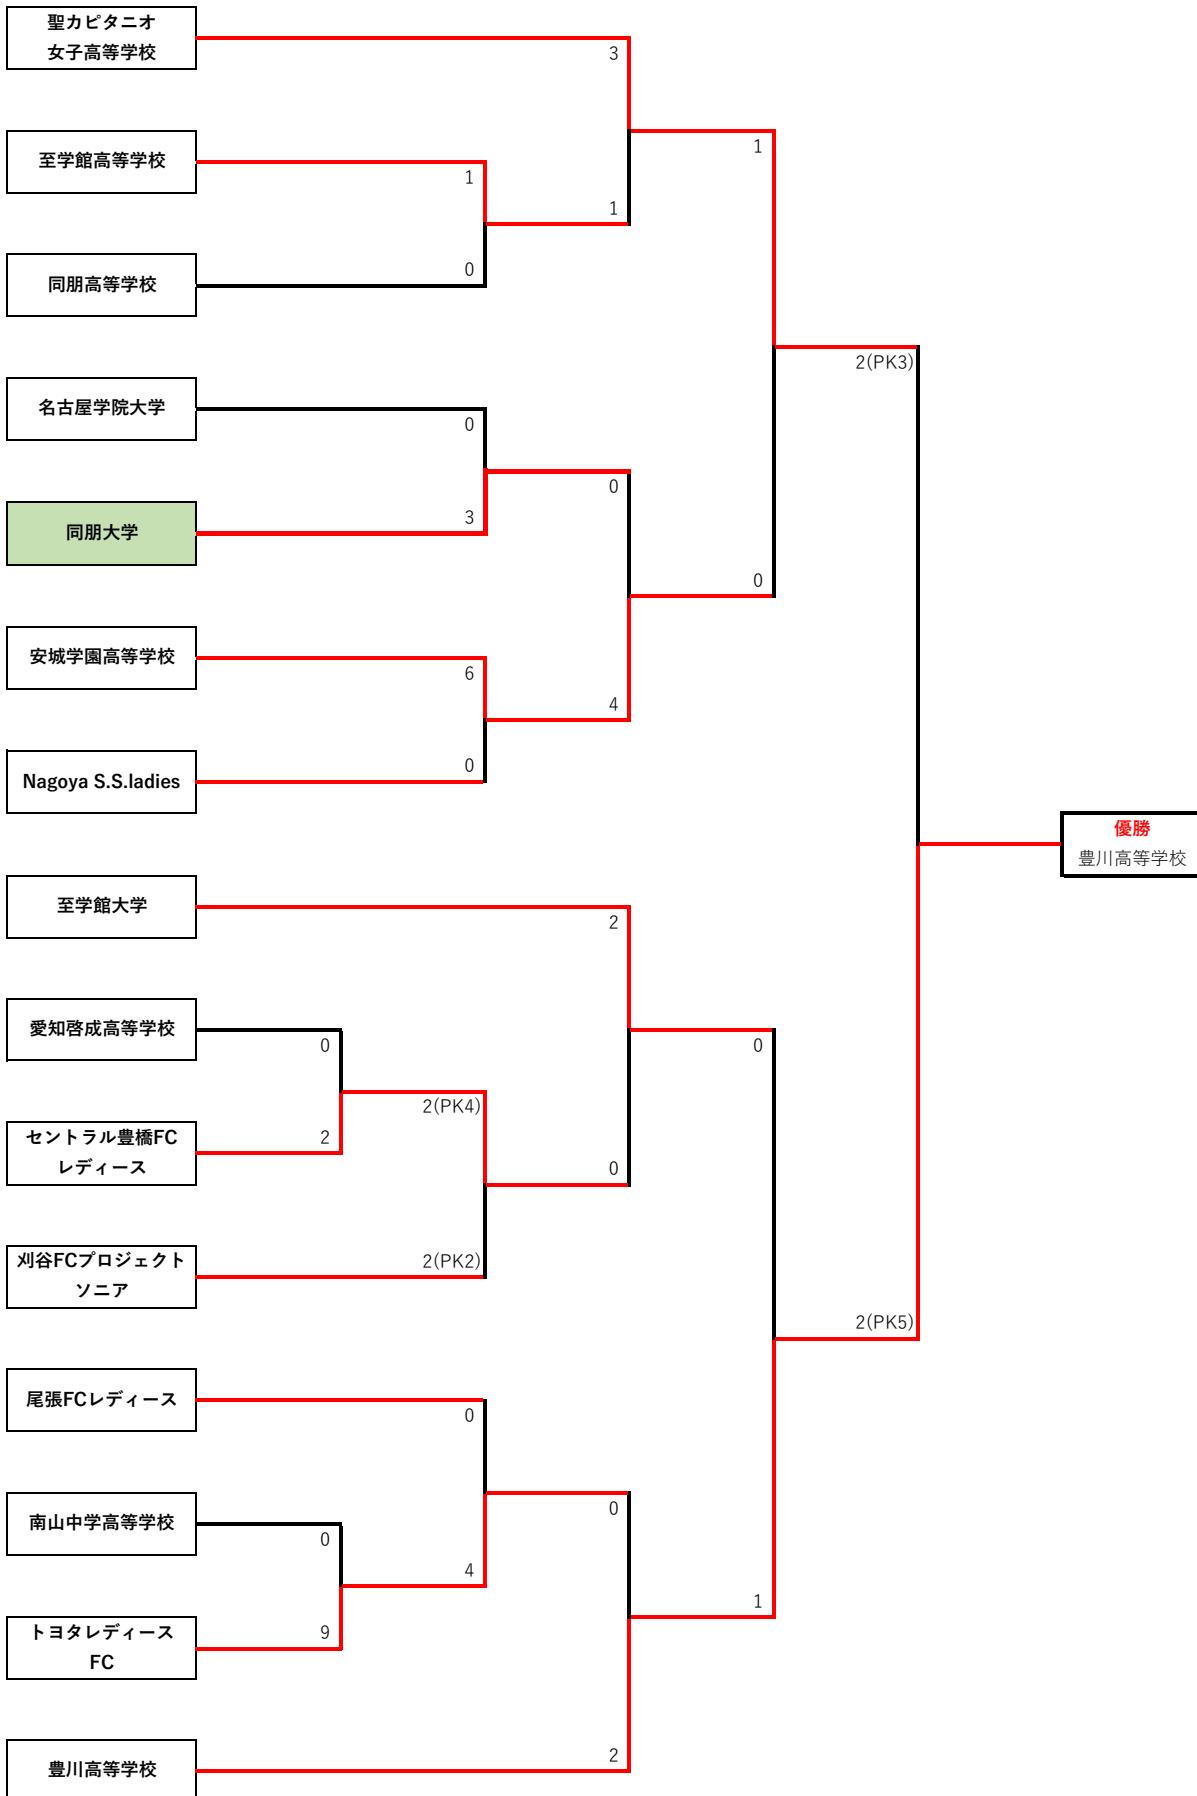 聖カピタニオ
女子高等学校
3
至学館高等学校
1
1
1
同朋高等学校
0
2(PK3)
名古屋学院大学
0
0
同朋大学
3
0
安城学園高等学校
6
4
Nagoya S.S.ladies
0
優勝
豊川高等学校
至学館大学
2
愛知啓成高等学校
0
0
セントラル豊橋FC
レディース
2
2(PK4)
0
刈谷FCプロジェクト
ソニア
2(PK2)
2(PK5)
尾張FCレディース
0
0
南山中学高等学校
0
4
トヨタレディース
FC
9
1
豊川高等学校
2